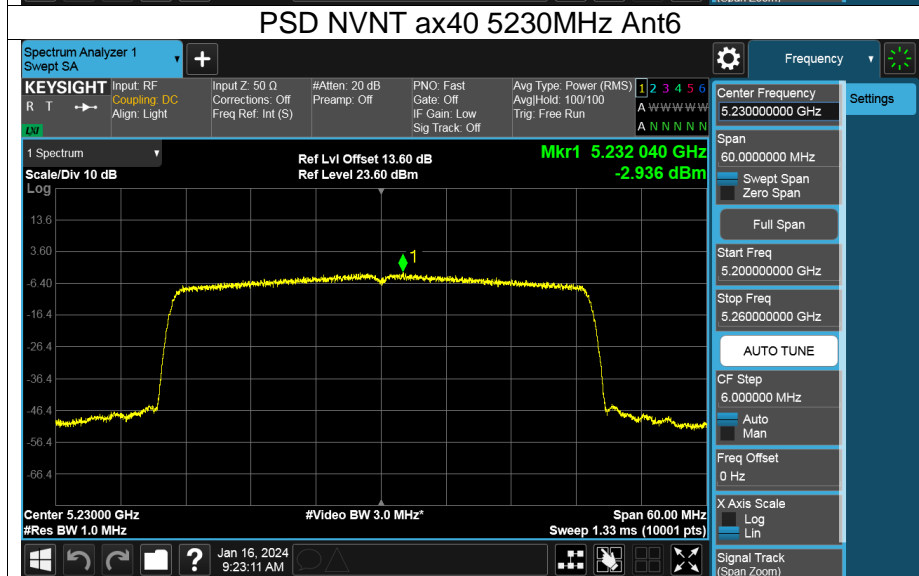 (Span Zoom)
PSD NVNT ax40 5230MHz Ant6
Spectrum Analyzer 1
Swept SA
+
Frequency
KEYSIGHT
R T
LXI
Input: RF
Coupling: DC
Align: Light
Input Z: 50 Ω
Corrections: Off
Freq Ref: Int (S)
#Atten: 20 dB
Preamp: Off
PNO: Fast
Gate: Off
IF Gain: Low
Sig Track: Off
Avg Type: Power (RMS)
Avg|Hold: 100/100
Trig: Free Run
1 2 3 4 5 6
A W W W W W
A N N N N N
1 Spectrum
Scale/Div 10 dB
Log
Ref Lvl Offset 13.60 dB
Ref Level 23.60 dBm
Mkr1 5.232 040 GHz
-2.936 dBm
13.6
3.60
-6.40
-16.4
-26.4
-36.4
-46.4
-56.4
-66.4
1
Center 5.23000 GHz
#Res BW 1.0 MHz
#Video BW 3.0 MHz*
Span 60.00 MHz
Sweep 1.33 ms (10001 pts)
Center Frequency
5.230000000 GHz
Settings
Span
60.0000000 MHz
Swept Span
Zero Span
Full Span
Start Freq
5.200000000 GHz
Stop Freq
5.260000000 GHz
AUTO TUNE
CF Step
6.000000 MHz
Auto
Man
Freq Offset
0 Hz
X Axis Scale
Log
Lin
Signal Track
(Span Zoom)
?
Jan 16, 2024
9:23:11 AM